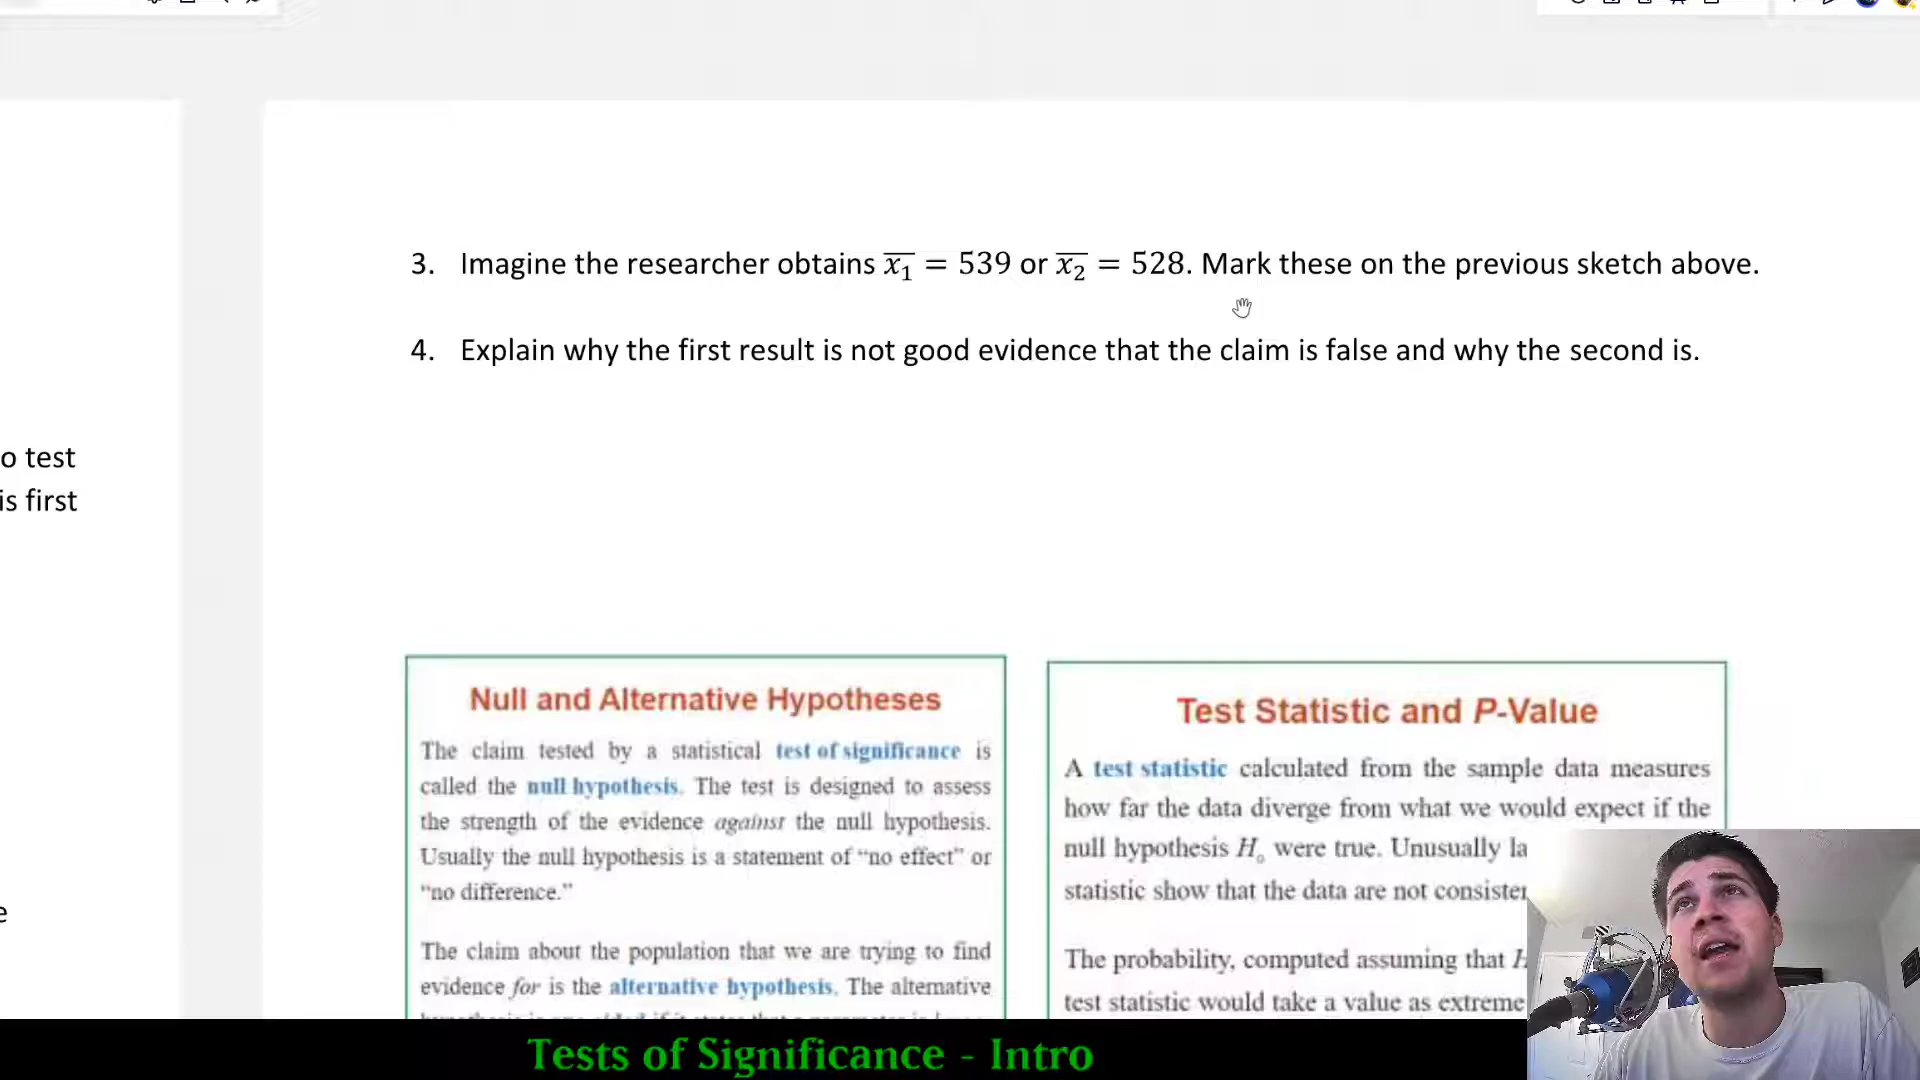 3. Imagine the researcher obtains x̅₁ = 539 or x̅₂ = 528. Mark these on the previous sketch above.
4. Explain why the first result is not good evidence that the claim is false and why the second is.
o test
is first
e
Null and Alternative Hypotheses
The claim tested by a statistical test of significance is
called the null hypothesis. The test is designed to assess
the strength of the evidence against the null hypothesis.
Usually the null hypothesis is a statement of “no effect” or
“no difference.”
The claim about the population that we are trying to find
evidence for is the alternative hypothesis. The alternative
Test Statistic and P-Value
A test statistic calculated from the sample data measures
how far the data diverge from what we would expect if the
null hypothesis Hₒ were true. Unusually la
statistic show that the data are not consister
The probability, computed assuming that H
test statistic would take a value as extreme
Tests of Significance - Intro